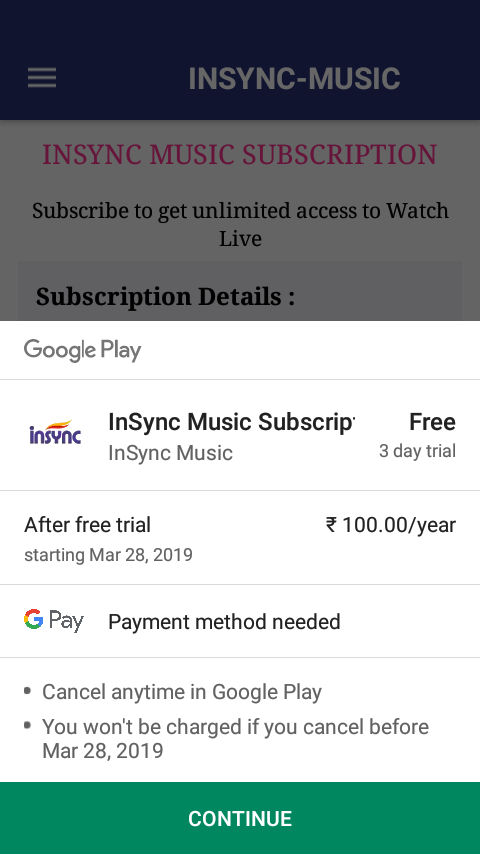 INSYNC-MUSIC
INSYNC MUSIC SUBSCRIPTION
Subscribe to get unlimited access to Watch
Live
Subscription Details :
Google Play
insync
InSync Music Subscrip
Free
InSync Music
3 day trial
After free trial
₹ 100.00/year
starting Mar 28, 2019
G Pay
Payment method needed
• Cancel anytime in Google Play
• You won't be charged if you cancel before
Mar 28, 2019
CONTINUE